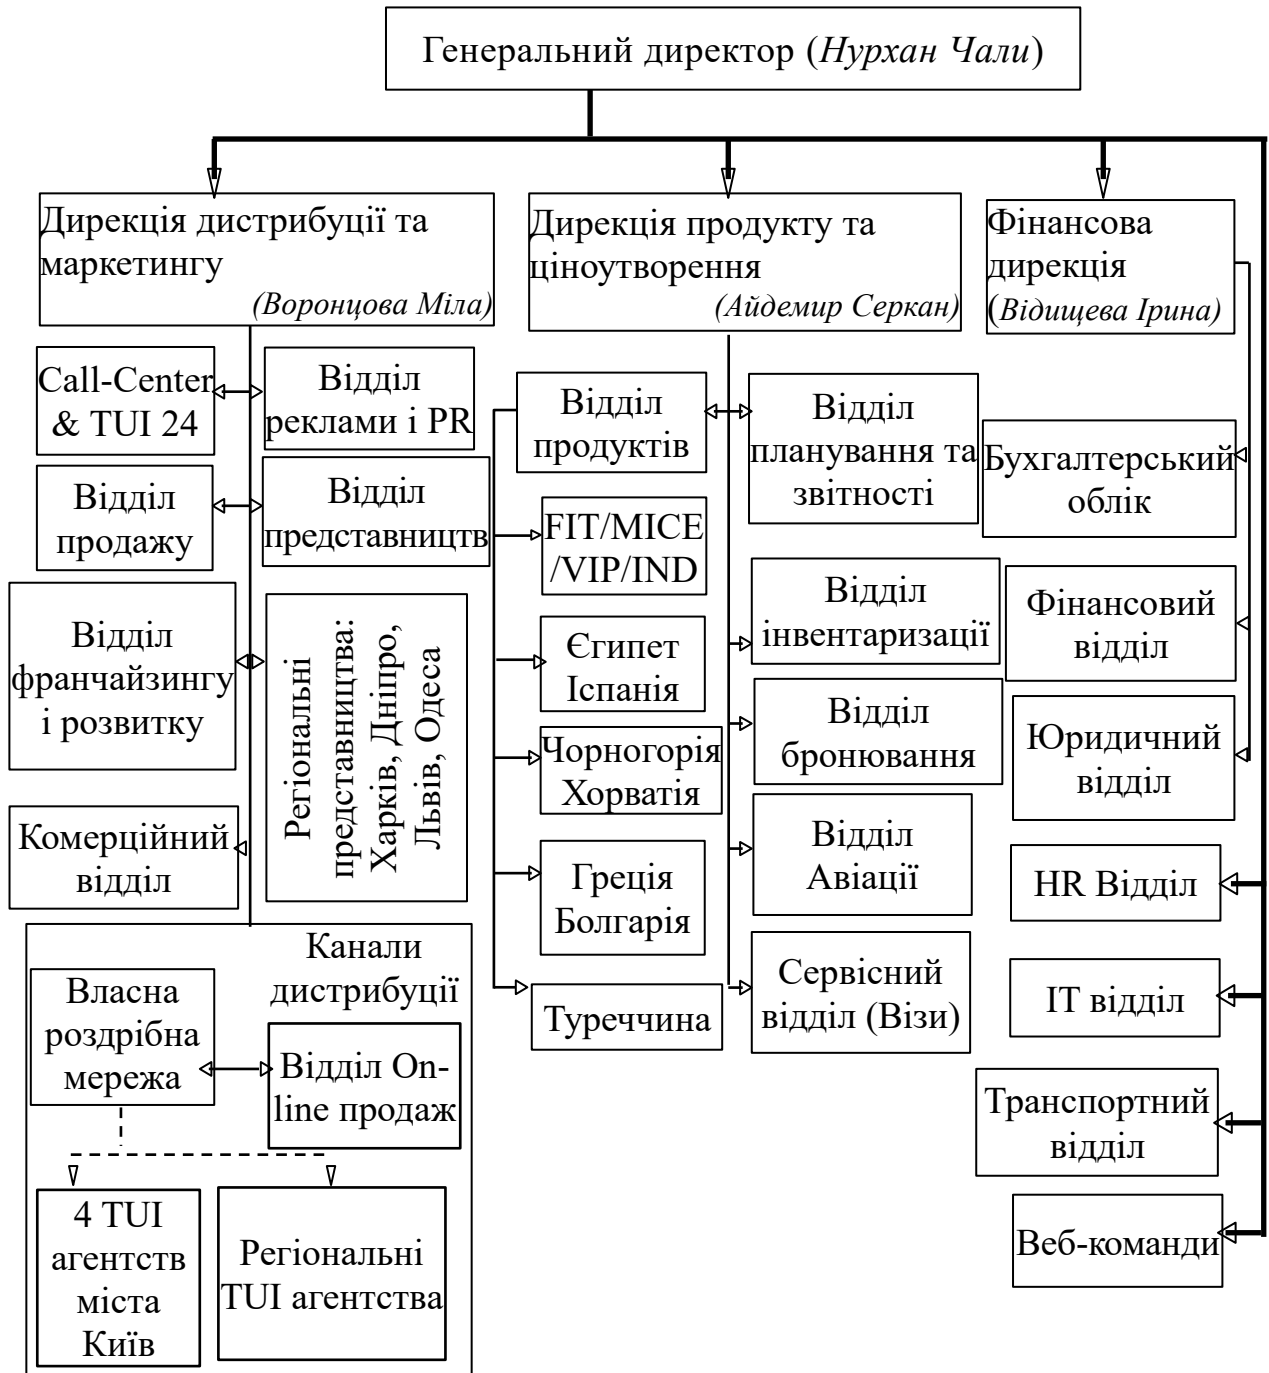 Генеральний директор (Нурхан Чали)
Дирекція дистрибуції та
маркетингу
(Воронцова Міла)
Дирекція продукту та
ціноутворення
(Айдемир Серкан)
Фінансова
дирекція
(Відищева Ірина)
Call-Center
& TUI 24
Відділ
реклами і PR
Відділ
продажу
Відділ
представництв
Відділ
франчайзингу
і розвитку
Регіональні
представництва:
Харків, Дніпро,
Львів, Одеса
Комерційний
відділ
Канали
дистрибуції
Власна
роздрібна
мережа
Відділ On-
line продаж
4 TUI
агентств
міста
Київ
Регіональні
TUI агентства
Відділ
продуктів
FIT/MICE
/VIP/IND
Єгипет
Іспанія
Чорногорія
Хорватія
Греція
Болгарія
Туреччина
Відділ
планування та
звітності
Відділ
інвентаризації
Відділ
бронювання
Відділ
Авіації
Сервісний
відділ (Візи)
Бухгалтерський
облік
Фінансовий
відділ
Юридичний
відділ
HR Відділ
IT відділ
Транспортний
відділ
Веб-команди